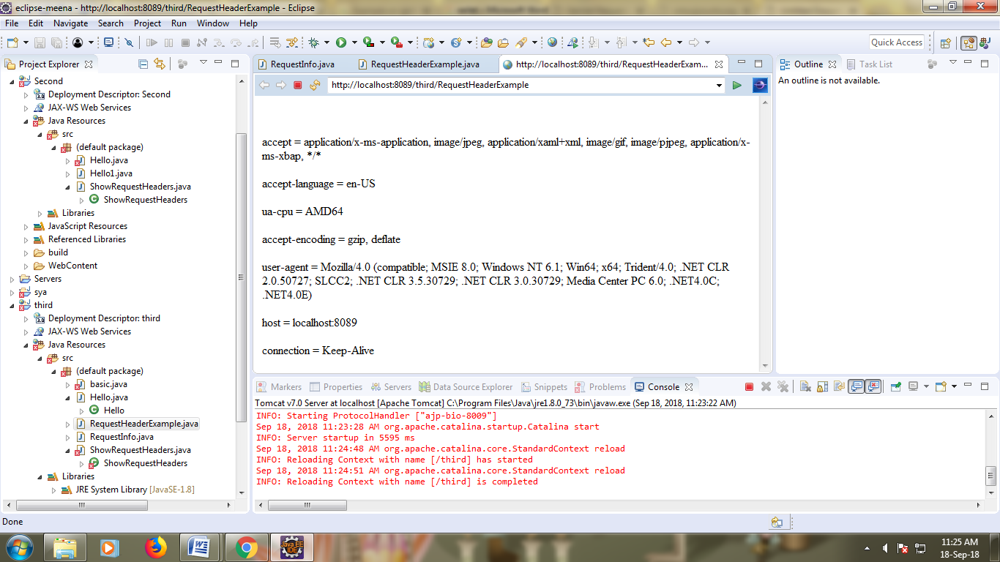 eclipse-meena - http://localhost:8089/third/RequestHeaderExample - Eclipse
File Edit Navigate Search Project Run Window Help
Quick Access
Project Explorer
Second
Deployment Descriptor: Second
JAX-WS Web Services
Java Resources
src
(default package)
Hello.java
Hello1.java
ShowRequestHeaders.java
ShowRequestHeaders
Libraries
JavaScript Resources
Referenced Libraries
build
WebContent
Servers
sya
third
Deployment Descriptor: third
JAX-WS Web Services
Java Resources
src
(default package)
basic.java
Hello.java
Hello
RequestHeaderExample.java
RequestInfo.java
ShowRequestHeaders.java
ShowRequestHeaders
Libraries
JRE System Library [JavaSE-1.8]
RequestInfo.java RequestHeaderExample.java http://localhost:8089/third/RequestHeaderExam...
http://localhost:8089/third/RequestHeaderExample
accept = application/x-ms-application, image/jpeg, application/xaml+xml, image/gif, image/pjpeg, application/x-
ms-xbap, */*
accept-language = en-US
ua-cpu = AMD64
accept-encoding = gzip, deflate
user-agent = Mozilla/4.0 (compatible; MSIE 8.0; Windows NT 6.1; Win64; x64; Trident/4.0; .NET CLR
2.0.50727; SLCC2; .NET CLR 3.5.30729; .NET CLR 3.0.30729; Media Center PC 6.0; .NET4.0C;
.NET4.0E)
host = localhost:8089
connection = Keep-Alive
Outline Task List
An outline is not available.
Markers Properties Servers Data Source Explorer Snippets Problems Console
Tomcat v7.0 Server at localhost [Apache Tomcat] C:\Program Files\Java\jre1.8.0_73\bin\javaw.exe (Sep 18, 2018, 11:23:22 AM)
INFO: Starting ProtocolHandler ["ajp-bio-8009"]
Sep 18, 2018 11:23:28 AM org.apache.catalina.startup.Catalina start
INFO: Server startup in 5595 ms
Sep 18, 2018 11:24:48 AM org.apache.catalina.core.StandardContext reload
INFO: Reloading Context with name [/third] has started
Sep 18, 2018 11:24:51 AM org.apache.catalina.core.StandardContext reload
INFO: Reloading Context with name [/third] is completed
Done
Java EE
IDE
11:25 AM
18-Sep-18